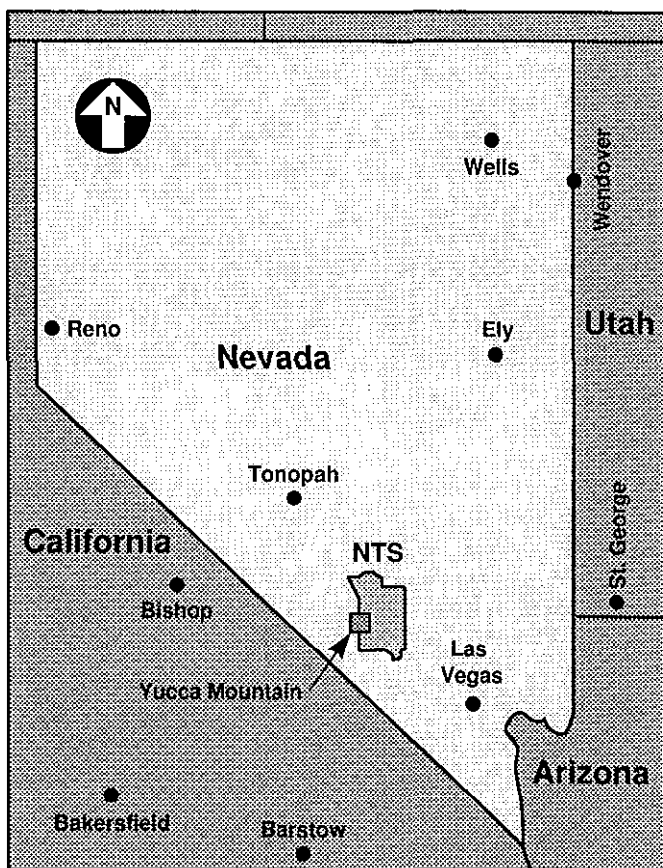 N
Wells
Wendover
Reno
Ely
Utah
Nevada
Tonopah
California
NTS
St. George
Bishop
Las
Vegas
Yucca Mountain
Arizona
Bakersfield
Barstow